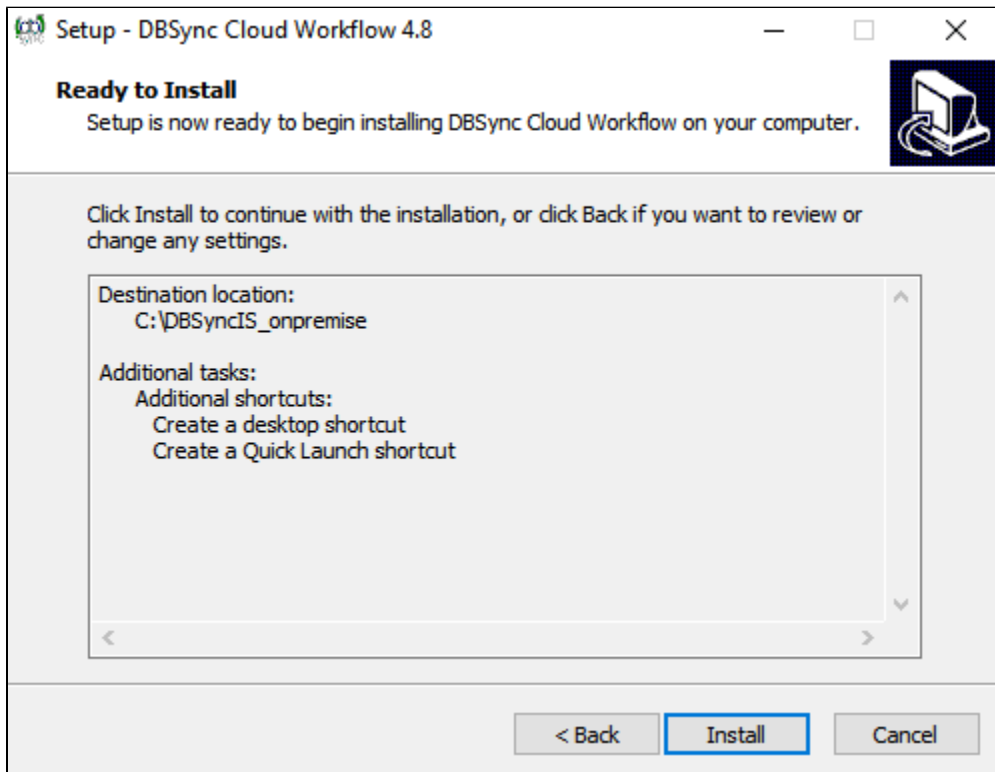 Setup - DBSync Cloud Workflow 4.8
Ready to Install
Setup is now ready to begin installing DBSync Cloud Workflow on your computer.
Click Install to continue with the installation, or click Back if you want to review or
change any settings.
Destination location:
C:\DBSyncIS_onpremise
Additional tasks:
Additional shortcuts:
Create a desktop shortcut
Create a Quick Launch shortcut
< Back
Install
Cancel